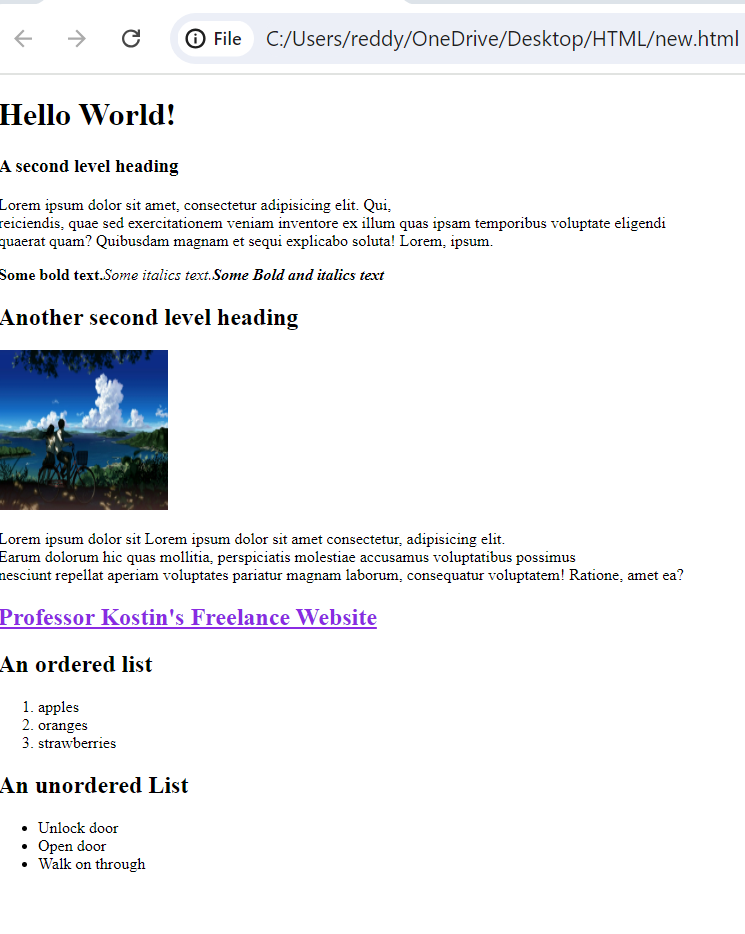 File C:/Users/reddy/OneDrive/Desktop/HTML/new.html
Hello World!
A second level heading
Lorem ipsum dolor sit amet, consectetur adipisicing elit. Qui,
reiciendis, quae sed exercitationem veniam inventore ex illum quas ipsam temporibus voluptate eligendi
quaerat quam? Quibusdam magnam et sequi explicabo soluta! Lorem, ipsum.
Some bold text.Some italics text.Some Bold and italics text
Another second level heading
Lorem ipsum dolor sit Lorem ipsum dolor sit amet consectetur, adipisicing elit.
Earum dolorum hic quas mollitia, perspiciatis molestiae accusamus voluptatibus possimus
nesciunt repellat aperiam voluptates pariatur magnam laborum, consequatur voluptatem! Ratione, amet ea?
Professor Kostin's Freelance Website
An ordered list
1. apples
2. oranges
3. strawberries
An unordered List
• Unlock door
• Open door
• Walk on through